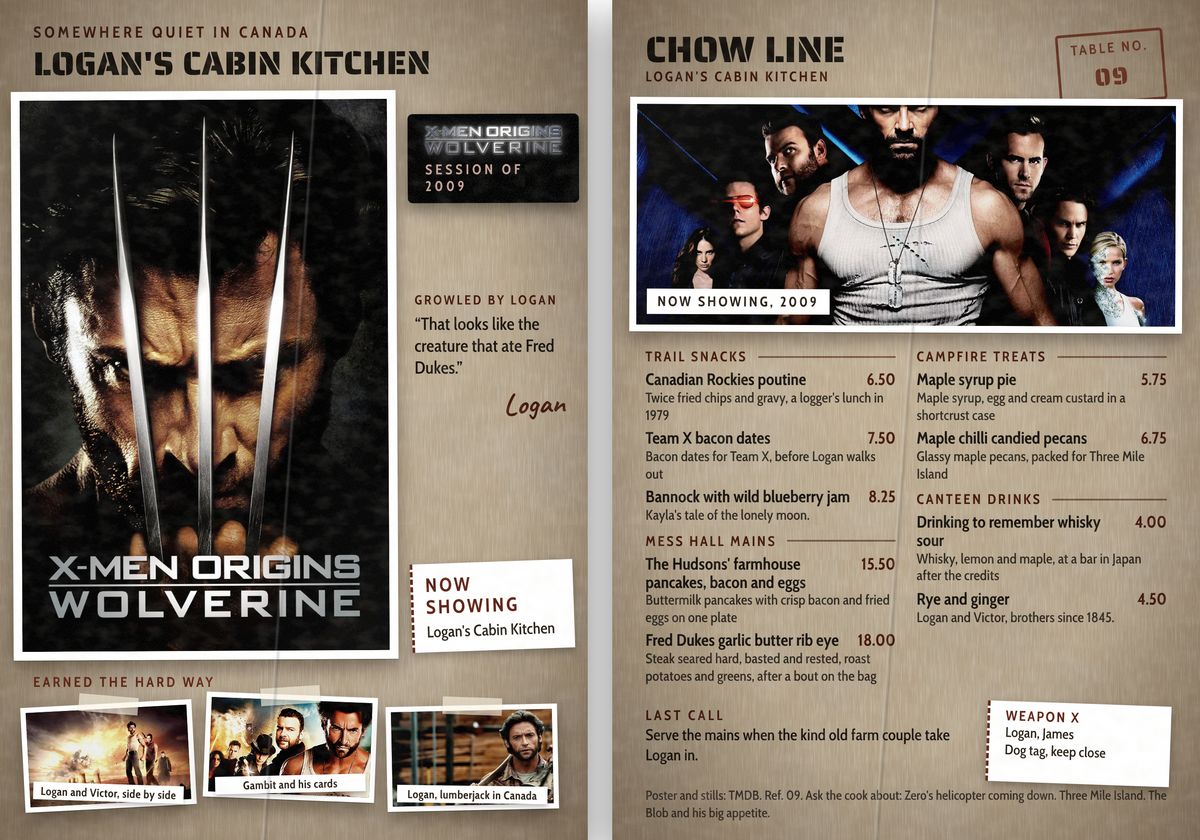 SOMEWHERE QUIET IN CANADA
LOGAN'S CABIN KITCHEN
X-MEN ORIGINS
WOLVERINE
X-MEN ORIGINS
WOLVERINE
SESSION OF
2009
GROWLED BY LOGAN
“That looks like the
creature that ate Fred
Dukes.”
Logan
NOW
SHOWING
Logan's Cabin Kitchen
EARNED THE HARD WAY
Logan and Victor, side by side
Gambit and his cards
Logan, lumberjack in Canada
CHOW LINE
LOGAN'S CABIN KITCHEN
TABLE NO.
09
NOW SHOWING, 2009
TRAIL SNACKS
Canadian Rockies poutine 6.50
Twice fried chips and gravy, a logger's lunch in
1979
Team X bacon dates 7.50
Bacon dates for Team X, before Logan walks
out
Bannock with wild blueberry jam 8.25
Kayla's tale of the lonely moon.
MESS HALL MAINS
The Hudsons' farmhouse 15.50
pancakes, bacon and eggs
Buttermilk pancakes with crisp bacon and fried
eggs on one plate
Fred Dukes garlic butter rib eye 18.00
Steak seared hard, basted and rested, roast
potatoes and greens, after a bout on the bag
CAMPFIRE TREATS
Maple syrup pie 5.75
Maple syrup, egg and cream custard in a
shortcrust case
Maple chilli candied pecans 6.75
Glassy maple pecans, packed for Three Mile
Island
CANTEEN DRINKS
Drinking to remember whisky 4.00
sour
Whisky, lemon and maple, at a bar in Japan
after the credits
Rye and ginger 4.50
Logan and Victor, brothers since 1845.
LAST CALL
Serve the mains when the kind old farm couple take
Logan in.
WEAPON X
Logan, James
Dog tag, keep close
Poster and stills: TMDB. Ref. 09. Ask the cook about: Zero's helicopter coming down. Three Mile Island. The
Blob and his big appetite.